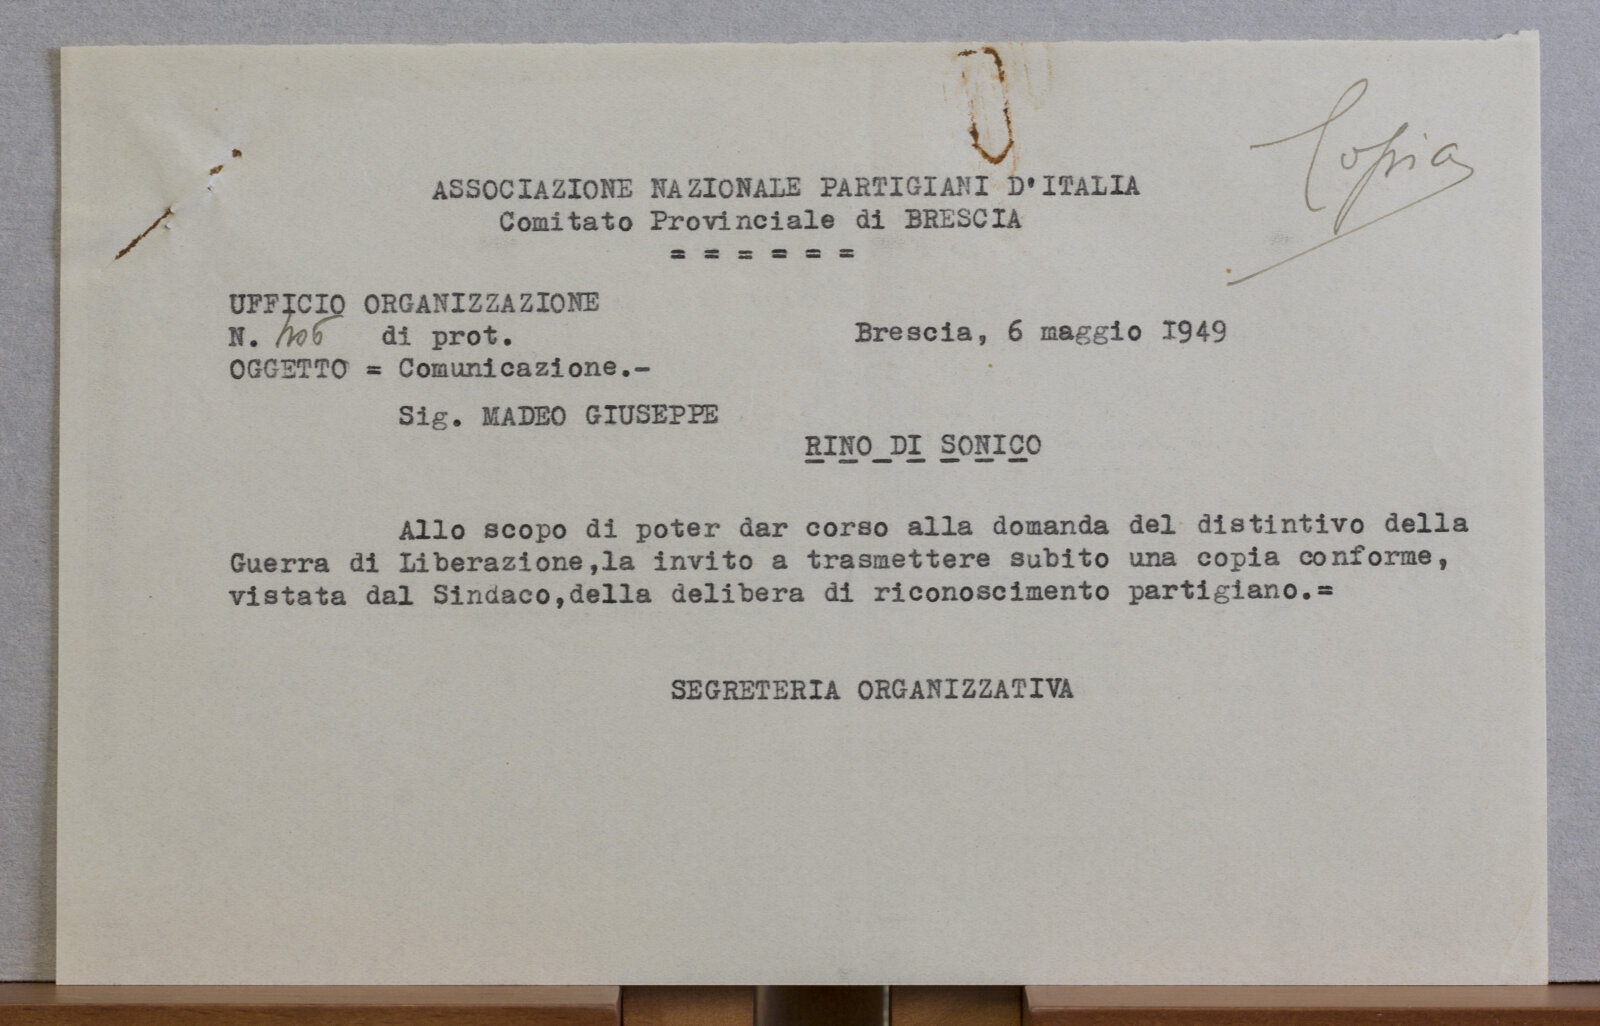 Copia
ASSOCIAZIONE NAZIONALE PARTIGIANI D'ITALIA
Comitato Provinciale di BRESCIA
= = = = = =
UFFICIO ORGANIZZAZIONE
N. di prot.
Brescia, 6 maggio 1949
OGGETTO = Comunicazione.-
Sig. MADEO GIUSEPPE
RINO DI SONICO
Allo scopo di poter dar corso alla domanda del distintivo della
Guerra di Liberazione,la invito a trasmettere subito una copia conforme,
vistata dal Sindaco,della delibera di riconoscimento partigiano.=
SEGRETERIA ORGANIZZATIVA